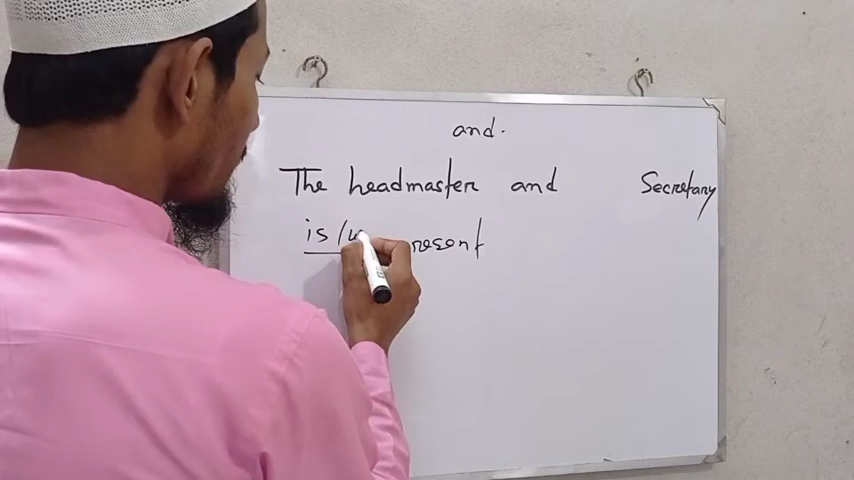 and.
The headmaster and Secretary
is/